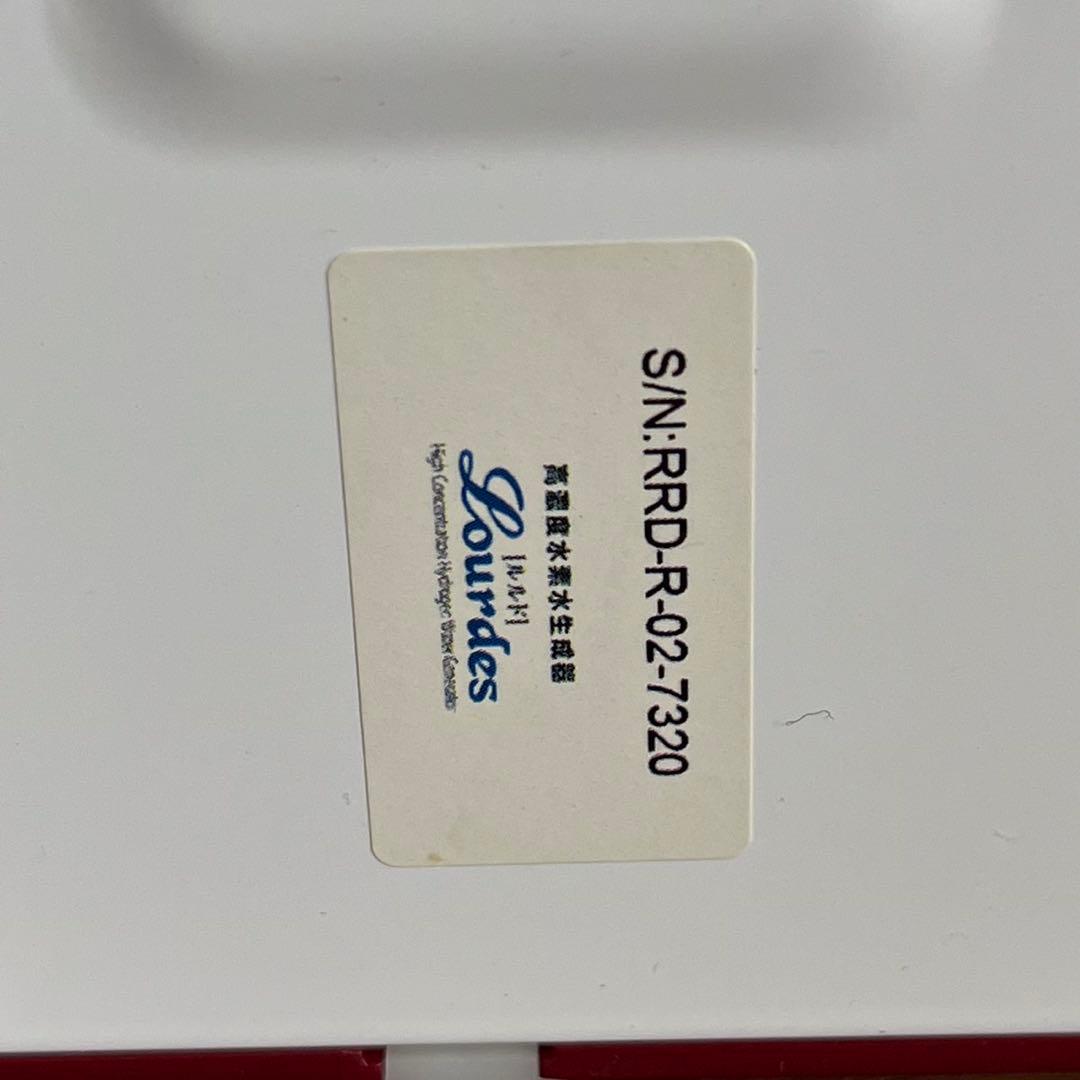 S/N:RRD-R-02-7320
高濃度水素水生成器
[ルルド]
Lourdes
High Concentration Hydrogen Water Generator